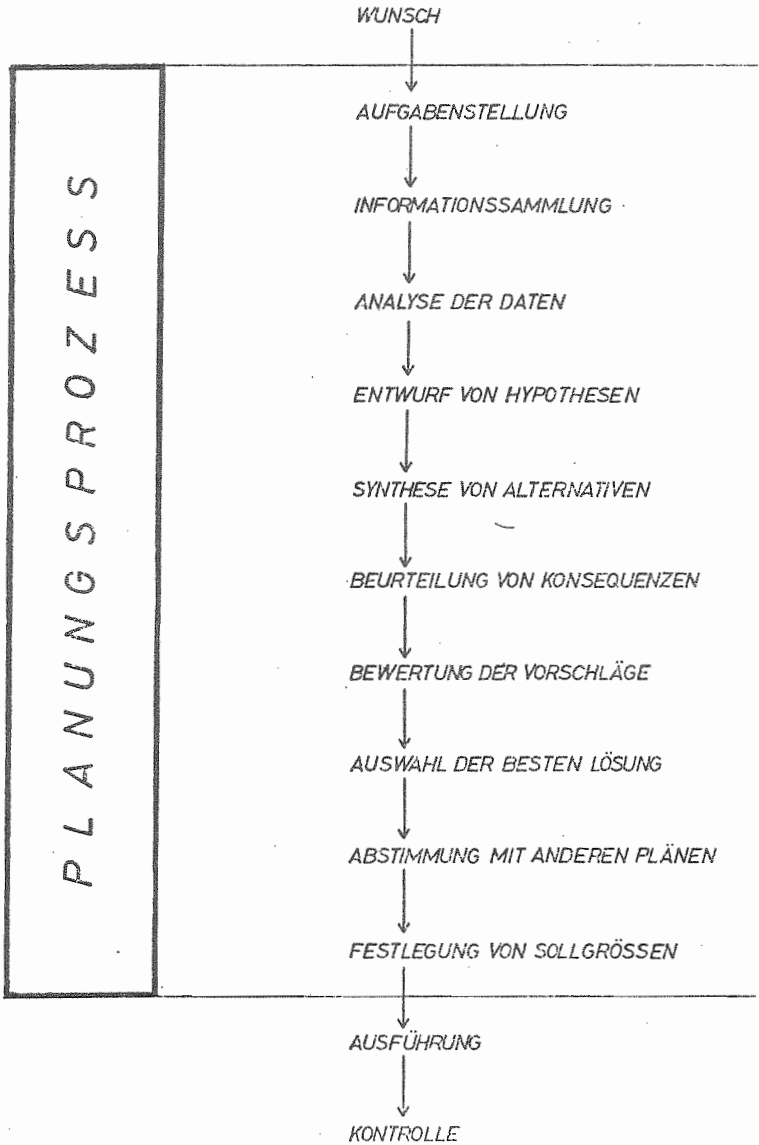 WUNSCH
PLANUNGSPROZESS
AUFGABENSTELLUNG
INFORMATIONSSAMMLUNG
ANALYSE DER DATEN
ENTWURF VON HYPOTHESEN
SYNTHESE VON ALTERNATIVEN
BEURTEILUNG VON KONSEQUENZEN
BEWERTUNG DER VORSCHLÄGE
AUSWAHL DER BESTEN LÖSUNG
ABSTIMMUNG MIT ANDEREN PLÄNEN
FESTLEGUNG VON SOLLGRÖSSEN
AUSFÜHRUNG
KONTROLLE